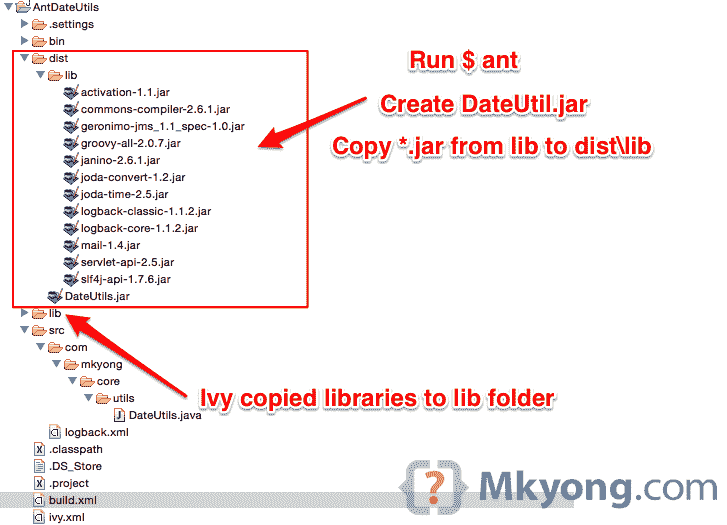 AntDateUtils
.settings
bin
dist
lib
activation-1.1.jar
commons-compiler-2.6.1.jar
geronimo-jms_1.1_spec-1.0.jar
groovy-all-2.0.7.jar
janino-2.6.1.jar
joda-convert-1.2.jar
joda-time-2.5.jar
logback-classic-1.1.2.jar
logback-core-1.1.2.jar
mail-1.4.jar
servlet-api-2.5.jar
slf4j-api-1.7.6.jar
DateUtils.jar
lib
src
com
mkyong
core
utils
DateUtils.java
logback.xml
.classpath
.DS_Store
.project
build.xml
ivy.xml
Run $ ant
Create DateUtil.jar
Copy *.jar from lib to dist\lib
Ivy copied libraries to lib folder
{?} Mkyong.com